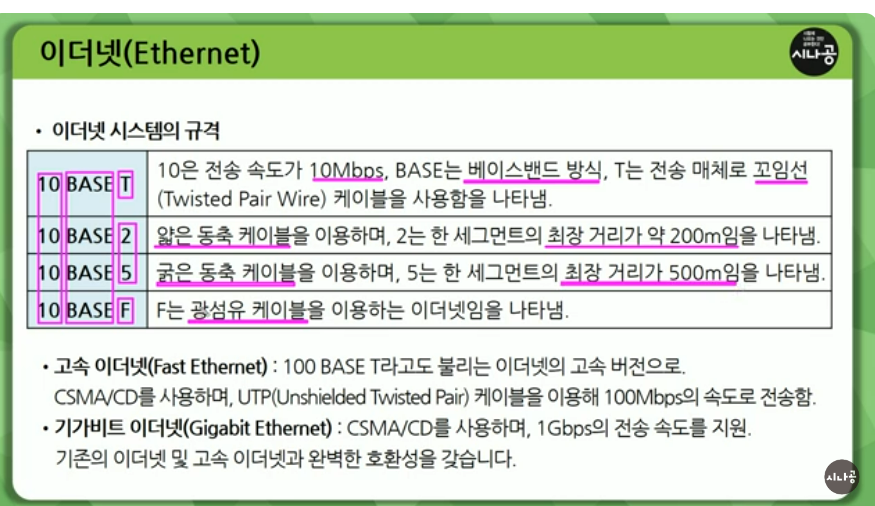 이더넷(Ethernet)
시나공
• 이더넷 시스템의 규격
10 BASE T
10은 전송 속도가 10Mbps, BASE는 베이스밴드 방식, T는 전송 매체로 꼬임선
(Twisted Pair Wire) 케이블을 사용함을 나타냄.
10 BASE 2
얇은 동축 케이블을 이용하며, 2는 한 세그먼트의 최장 거리가 약 200m임을 나타냄.
10 BASE 5
굵은 동축 케이블을 이용하며, 5는 한 세그먼트의 최장 거리가 500m임을 나타냄.
10 BASE F
F는 광섬유 케이블을 이용하는 이더넷임을 나타냄.
• 고속 이더넷(Fast Ethernet) : 100 BASE T라고도 불리는 이더넷의 고속 버전으로.
CSMA/CD를 사용하며, UTP(Unshielded Twisted Pair) 케이블을 이용해 100Mbps의 속도로 전송함.
• 기가비트 이더넷(Gigabit Ethernet) : CSMA/CD를 사용하며, 1Gbps의 전송 속도를 지원.
기존의 이더넷 및 고속 이더넷과 완벽한 호환성을 갖습니다.
시나공